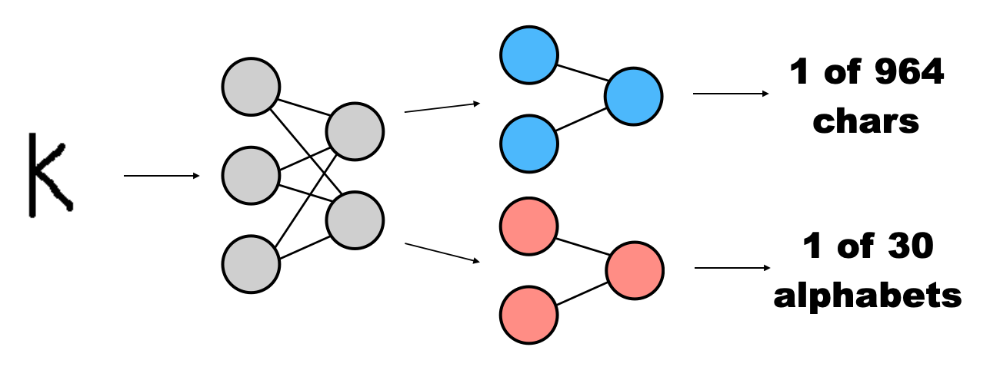 K
1 of 964
chars
1 of 30
alphabets